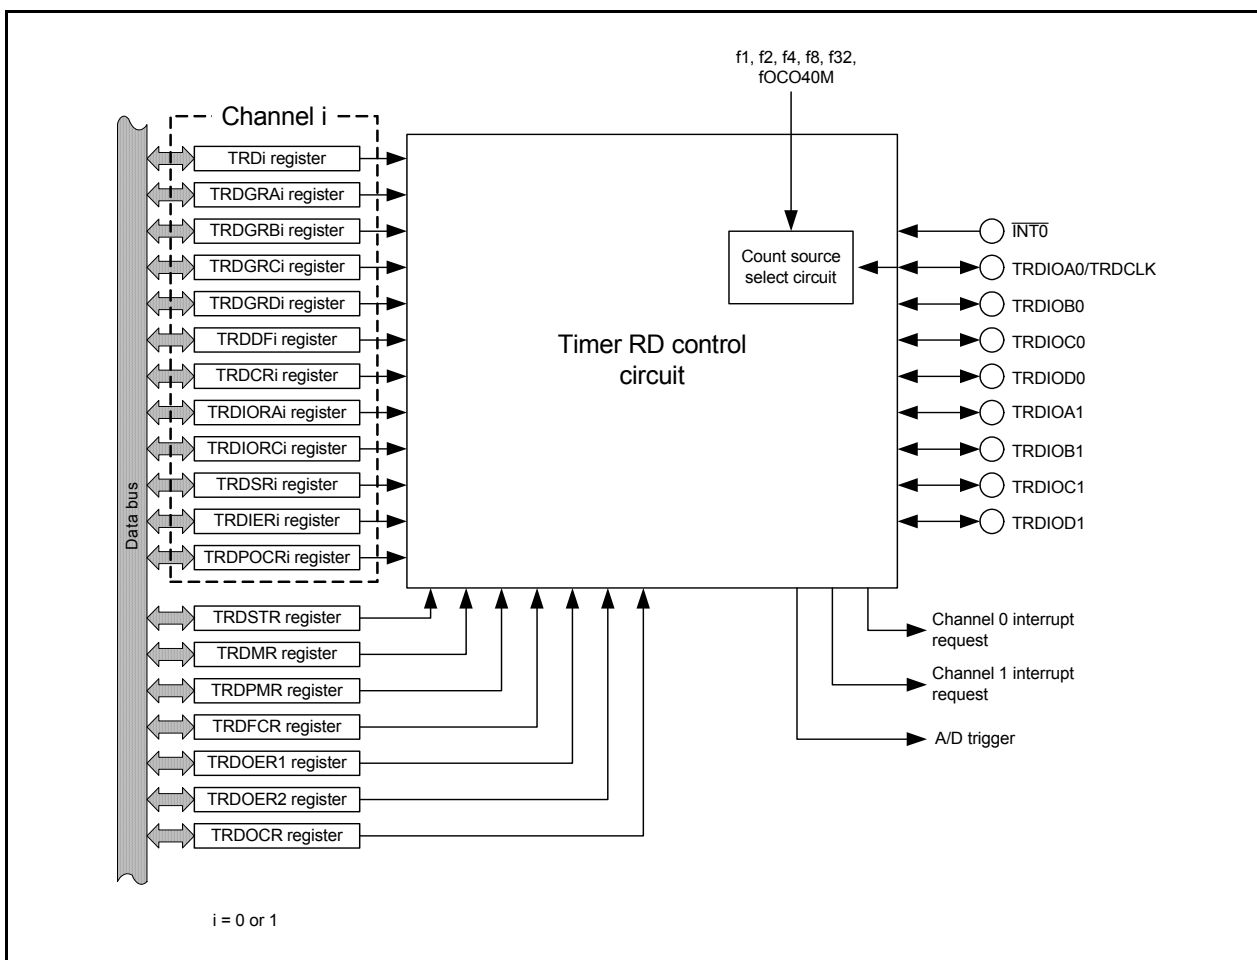 f1, f2, f4, f8, f32,
fOCO40M
Channel i
TRDi register
TRDGRAi register
TRDGRBi register
TRDGRCi register
TRDGRDi register
TRDDFi register
TRDCRi register
TRDIORAi register
TRDIORCi register
TRDSRi register
TRDIERi register
TRDPOCRi register
Data bus
TRDSTR register
TRDMR register
TRDPMR register
TRDFCR register
TRDOER1 register
TRDOER2 register
TRDOCR register
Timer RD control
circuit
Count source
select circuit
INT0
TRDIOA0/TRDCLK
TRDIOB0
TRDIOC0
TRDIOD0
TRDIOA1
TRDIOB1
TRDIOC1
TRDIOD1
Channel 0 interrupt
request
Channel 1 interrupt
request
A/D trigger
i = 0 or 1